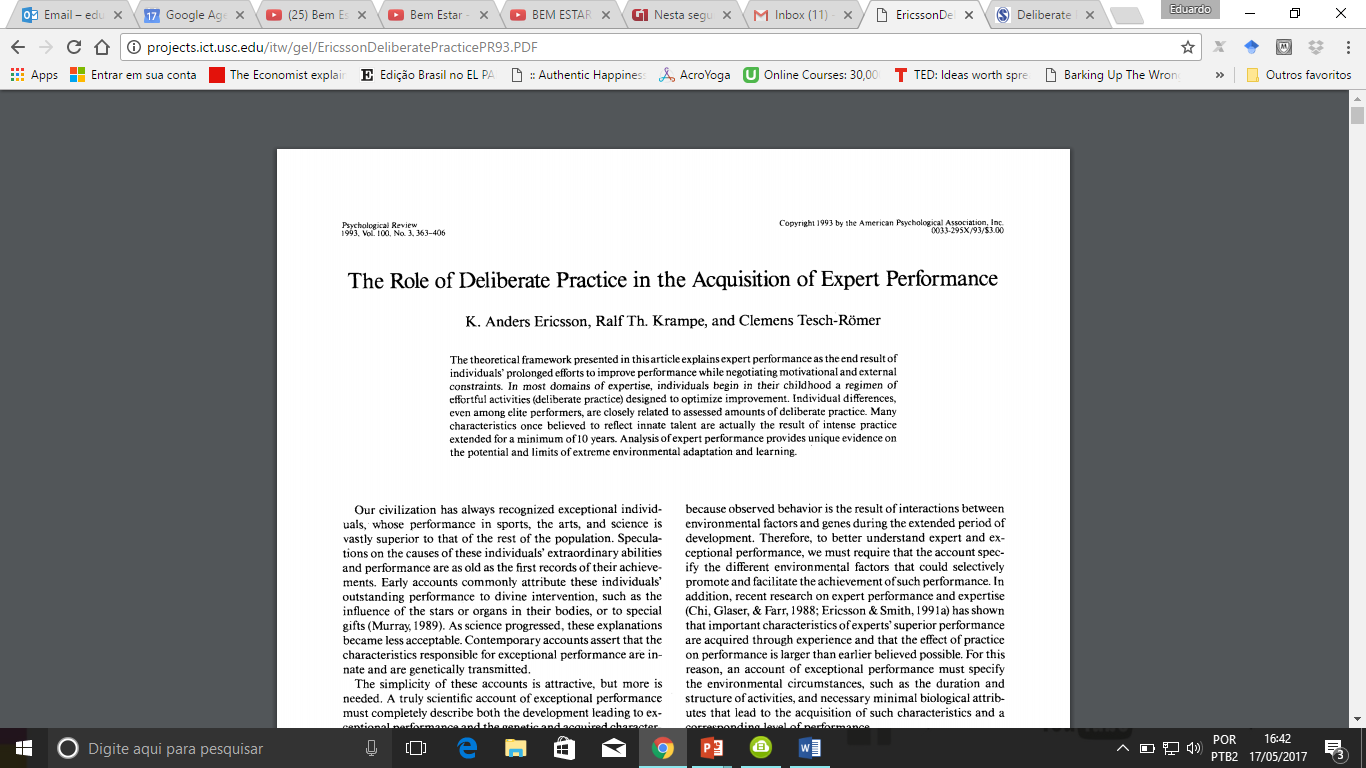 Email – edu
Google Age
(25) Bem Es
Bem Estar -
BEM ESTAR
Nesta segu
Inbox (11) -
EricssonDel
Deliberate
Eduardo
projects.ict.usc.edu/itw/gel/EricssonDeliberatePracticePR93.PDF
Apps
Entrar em sua conta
The Economist explain
Edição Brasil no EL PA
:: Authentic Happiness
AcroYoga
Online Courses: 30,00
TED: Ideas worth spre
Barking Up The Wron
»
Outros favoritos
Psychological Review
1993, Vol. 100, No. 3, 363-406
Copyright 1993 by the American Psychological Association, Inc.
0033-295X/93/$3.00
The Role of Deliberate Practice in the Acquisition of Expert Performance
K. Anders Ericsson, Ralf Th. Krampe, and Clemens Tesch-Römer
The theoretical framework presented in this article explains expert performance as the end result of
individuals' prolonged efforts to improve performance while negotiating motivational and external
constraints. In most domains of expertise, individuals begin in their childhood a regimen of
effortful activities (deliberate practice) designed to optimize improvement. Individual differences,
even among elite performers, are closely related to assessed amounts of deliberate practice. Many
characteristics once believed to reflect innate talent are actually the result of intense practice
extended for a minimum of 10 years. Analysis of expert performance provides unique evidence on
the potential and limits of extreme environmental adaptation and learning.
Our civilization has always recognized exceptional individ-
uals, whose performance in sports, the arts, and science is
vastly superior to that of the rest of the population. Specula-
tions on the causes of these individuals' extraordinary abilities
and performance are as old as the first records of their achieve-
ments. Early accounts commonly attribute these individuals'
outstanding performance to divine intervention, such as the
influence of the stars or organs in their bodies, or to special
gifts (Murray, 1989). As science progressed, these explanations
became less acceptable. Contemporary accounts assert that the
characteristics responsible for exceptional performance are in-
nate and are genetically transmitted.
The simplicity of these accounts is attractive, but more is
needed. A truly scientific account of exceptional performance
must completely describe both the development leading to ex-
ceptional performance and the genetic and acquired character-
because observed behavior is the result of interactions between
environmental factors and genes during the extended period of
development. Therefore, to better understand expert and ex-
ceptional performance, we must require that the account spec-
ify the different environmental factors that could selectively
promote and facilitate the achievement of such performance. In
addition, recent research on expert performance and expertise
(Chi, Glaser, & Farr, 1988; Ericsson & Smith, 1991a) has shown
that important characteristics of experts' superior performance
are acquired through experience and that the effect of practice
on performance is larger than earlier believed possible. For this
reason, an account of exceptional performance must specify
the environmental circumstances, such as the duration and
structure of activities, and necessary minimal biological attrib-
utes that lead to the acquisition of such characteristics and a
corresponding level of performance.
Digite aqui para pesquisar
POR
PTB2
16:42
17/05/2017
3